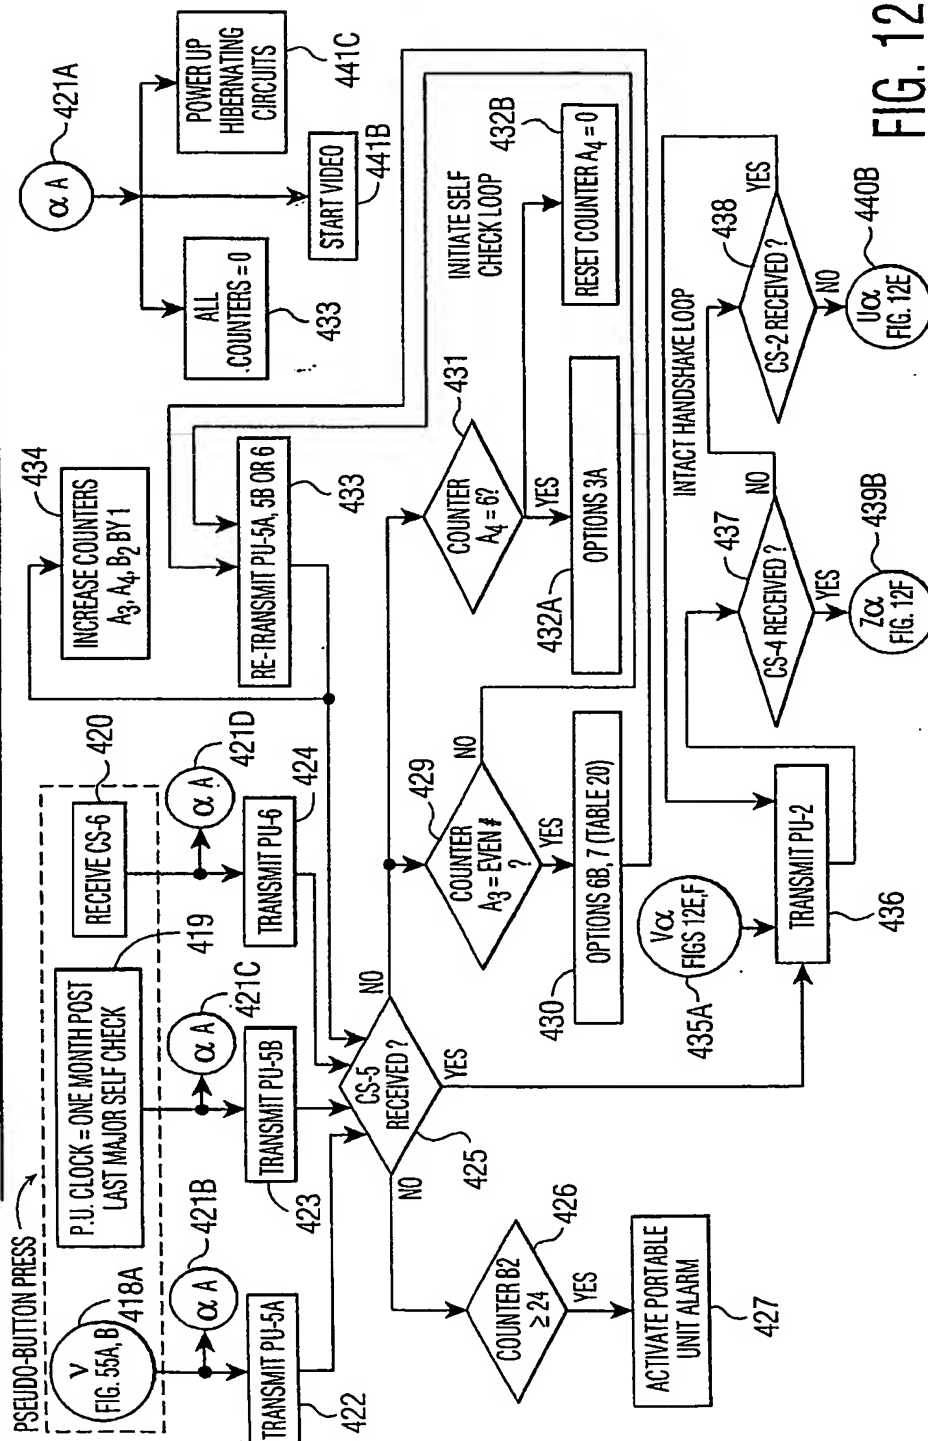 PSEUDO-BUTTON PRESS
V
FIG. 55A, B
418A
P.U. CLOCK = ONE MONTH POST
LAST MAJOR SELF CHECK
419
RECEIVE CS-6
420
α A
421B
α A
421C
α A
421D
TRANSMIT PU-5A
422
TRANSMIT PU-5B
423
TRANSMIT PU-6
424
INCREASE COUNTERS
A3, A4, B2 BY 1
434
RE-TRANSMIT PU-5A, 5B OR 6
433
α A
421A
ALL
COUNTERS = 0
433
START VIDEO
441B
POWER UP
HIBERNATING
CIRCUITS
441C
CS-5
RECEIVED ?
425
NO
NO
YES
COUNTER B2
≥ 24
426
YES
ACTIVATE PORTABLE
UNIT ALARM
427
COUNTER
A3 = EVEN #
?
429
NO
YES
OPTIONS 6B, 7 (TABLE 20)
430
COUNTER
A4 = 6?
431
YES
OPTIONS 3A
432A
INITIATE SELF
CHECK LOOP
RESET COUNTER A4 = 0
432B
Vα
FIGS 12E,F
435A
TRANSMIT PU-2
436
INTACT HANDSHAKE LOOP
CS-4 RECEIVED ?
437
NO
YES
Zα
FIG. 12F
439B
CS-2 RECEIVED ?
438
YES
NO
Uα
FIG. 12E
440B
FIG. 12